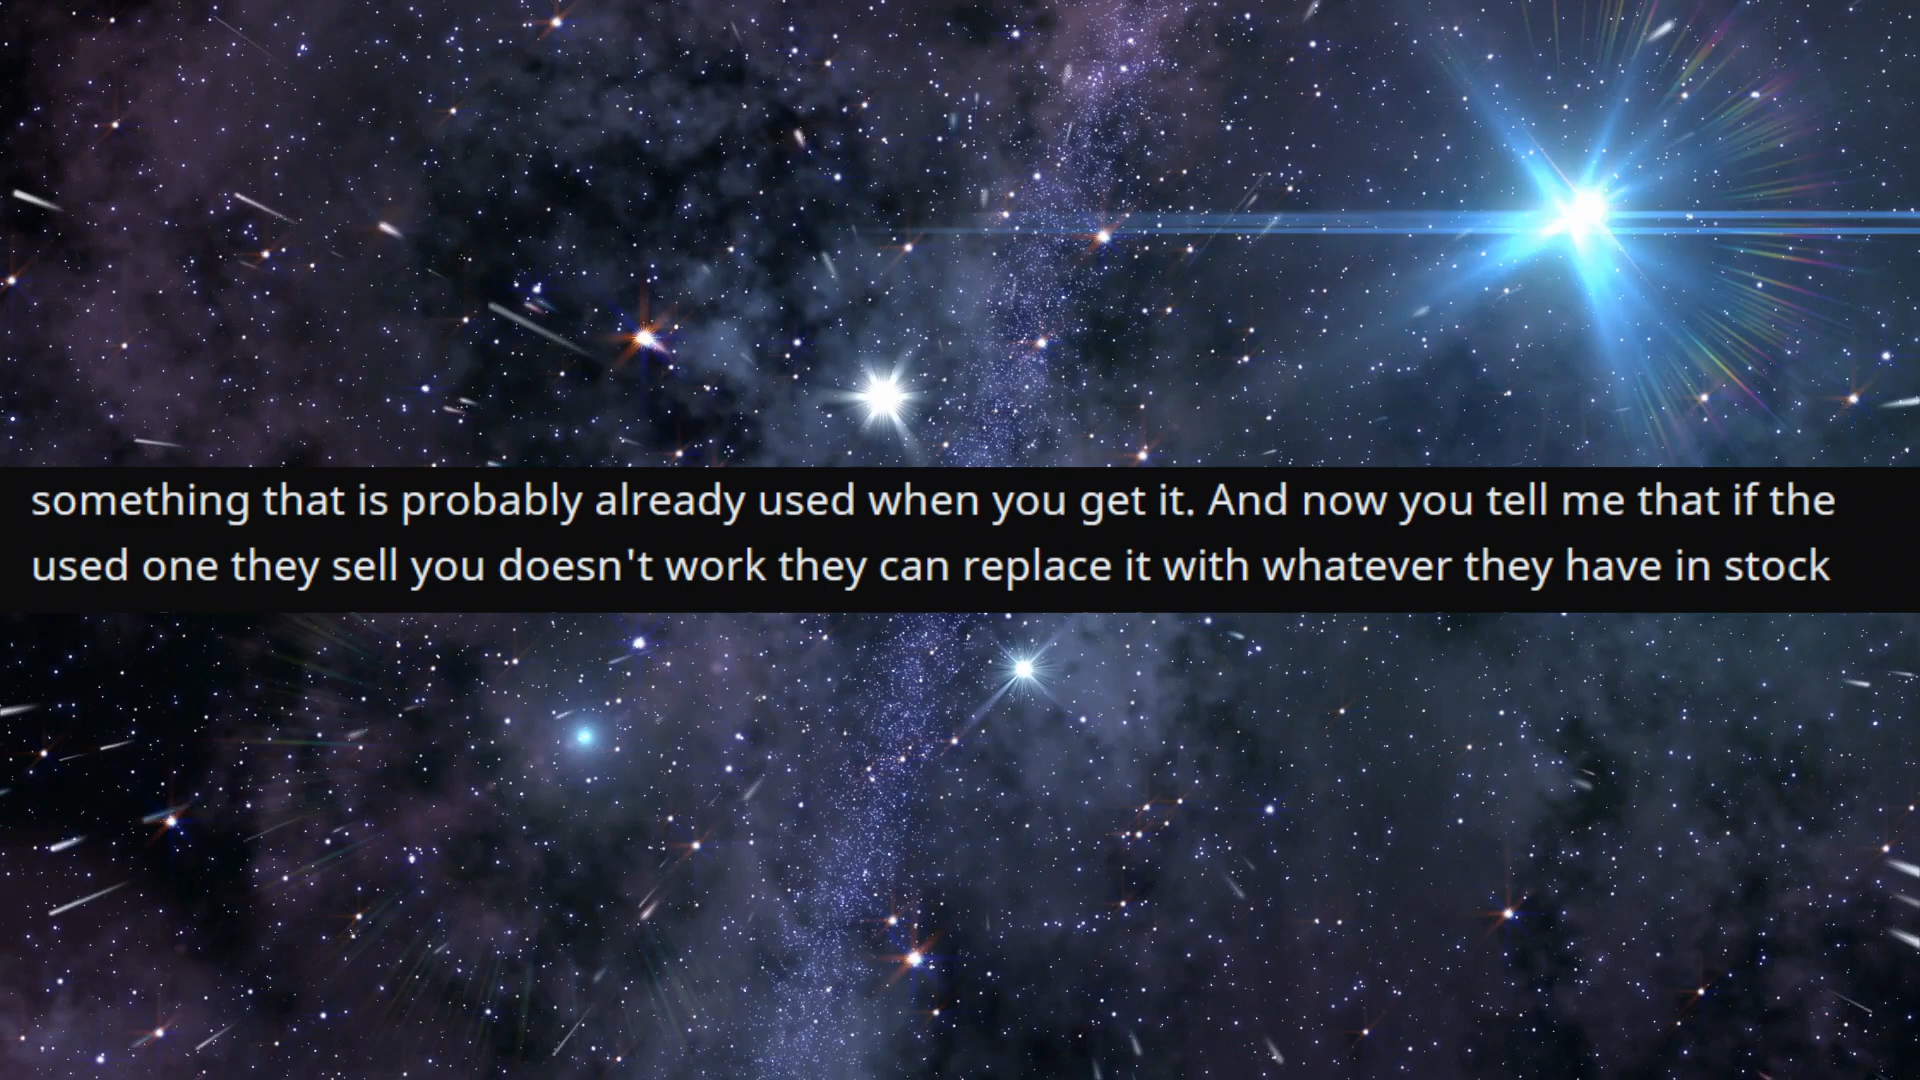 something that is probably already used when you get it. And now you tell me that if the
used one they sell you doesn't work they can replace it with whatever they have in stock